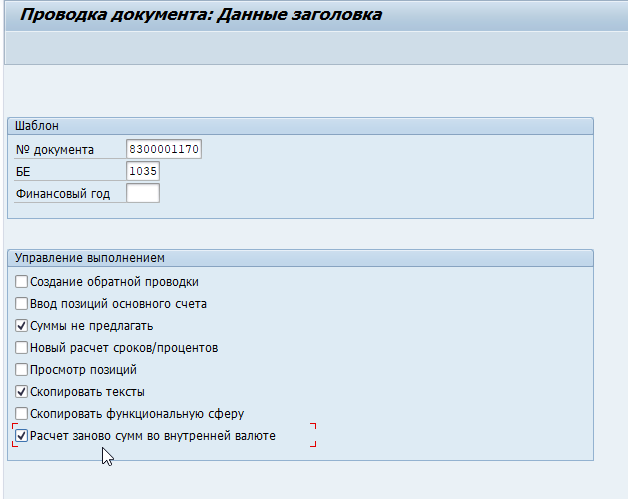 Проводка документа: Данные заголовка
Шаблон
№ документа 8300001170
БЕ 1035
Финансовый год
Управление выполнением
Создание обратной проводки
Ввод позиций основного счета
Суммы не предлагать
Новый расчет сроков/процентов
Просмотр позиций
Скопировать тексты
Скопировать функциональную сферу
Расчет заново сумм во внутренней валюте